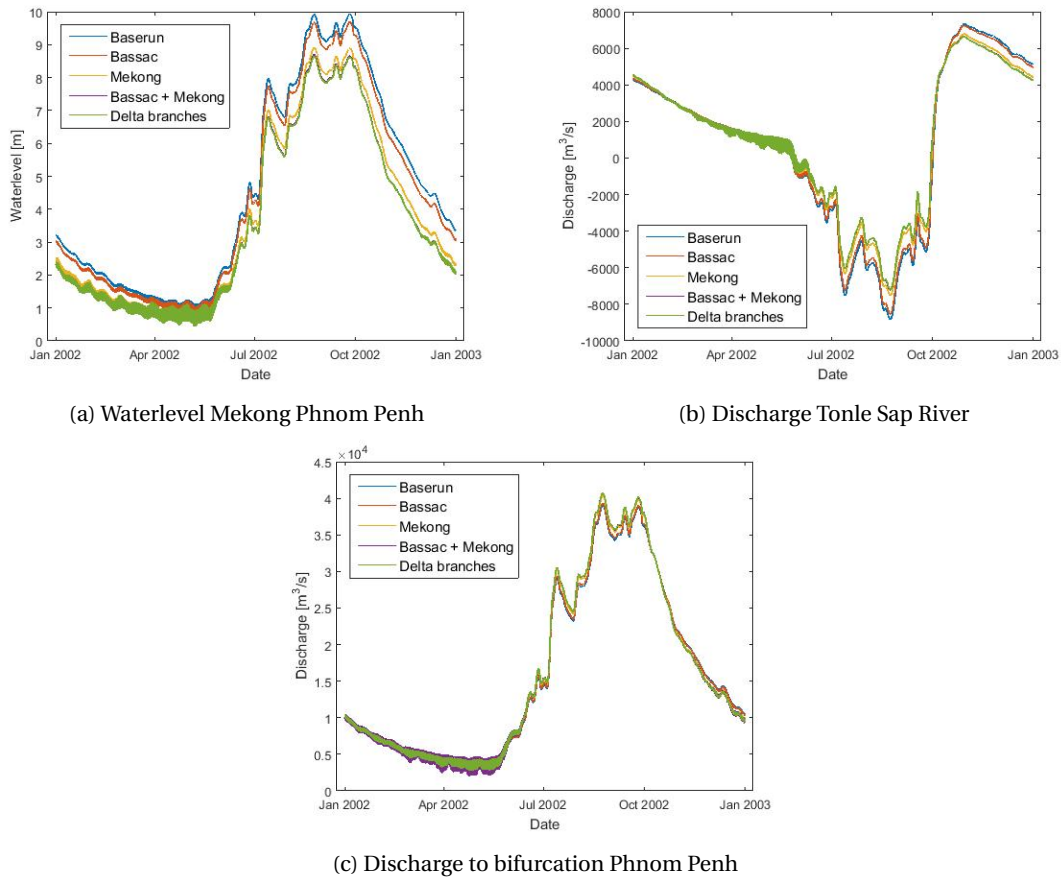 10
9
8
7
6
5
4
3
2
1
0
Waterlevel [m]
Baserun
Bassac
Mekong
Bassac + Mekong
Delta branches
Jan 2002
Apr 2002
Jul 2002
Oct 2002
Jan 2003
Date
(a) Waterlevel Mekong Phnom Penh
8000
6000
4000
2000
0
-2000
-4000
-6000
-8000
-10000
Discharge [m³/s]
Baserun
Bassac
Mekong
Bassac + Mekong
Delta branches
Jan 2002
Apr 2002
Jul 2002
Oct 2002
Jan 2003
Date
(b) Discharge Tonle Sap River
×10⁴
4.5
4
3.5
3
2.5
2
1.5
1
0.5
0
Discharge [m³/s]
Baserun
Bassac
Mekong
Bassac + Mekong
Delta branches
Jan 2002
Apr 2002
Jul 2002
Oct 2002
Jan 2003
Date
(c) Discharge to bifurcation Phnom Penh